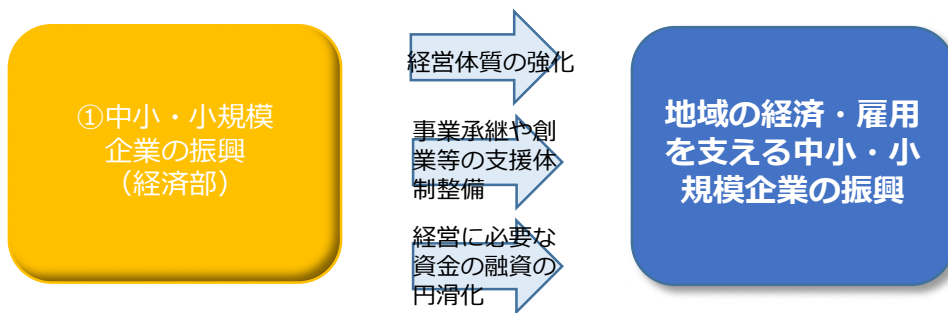 ①中小・小規模
企業の振興
（経済部）
経営体質の強化
事業承継や創
業等の支援体
制整備
経営に必要な
資金の融資の
円滑化
地域の経済・雇用
を支える中小・小
規模企業の振興